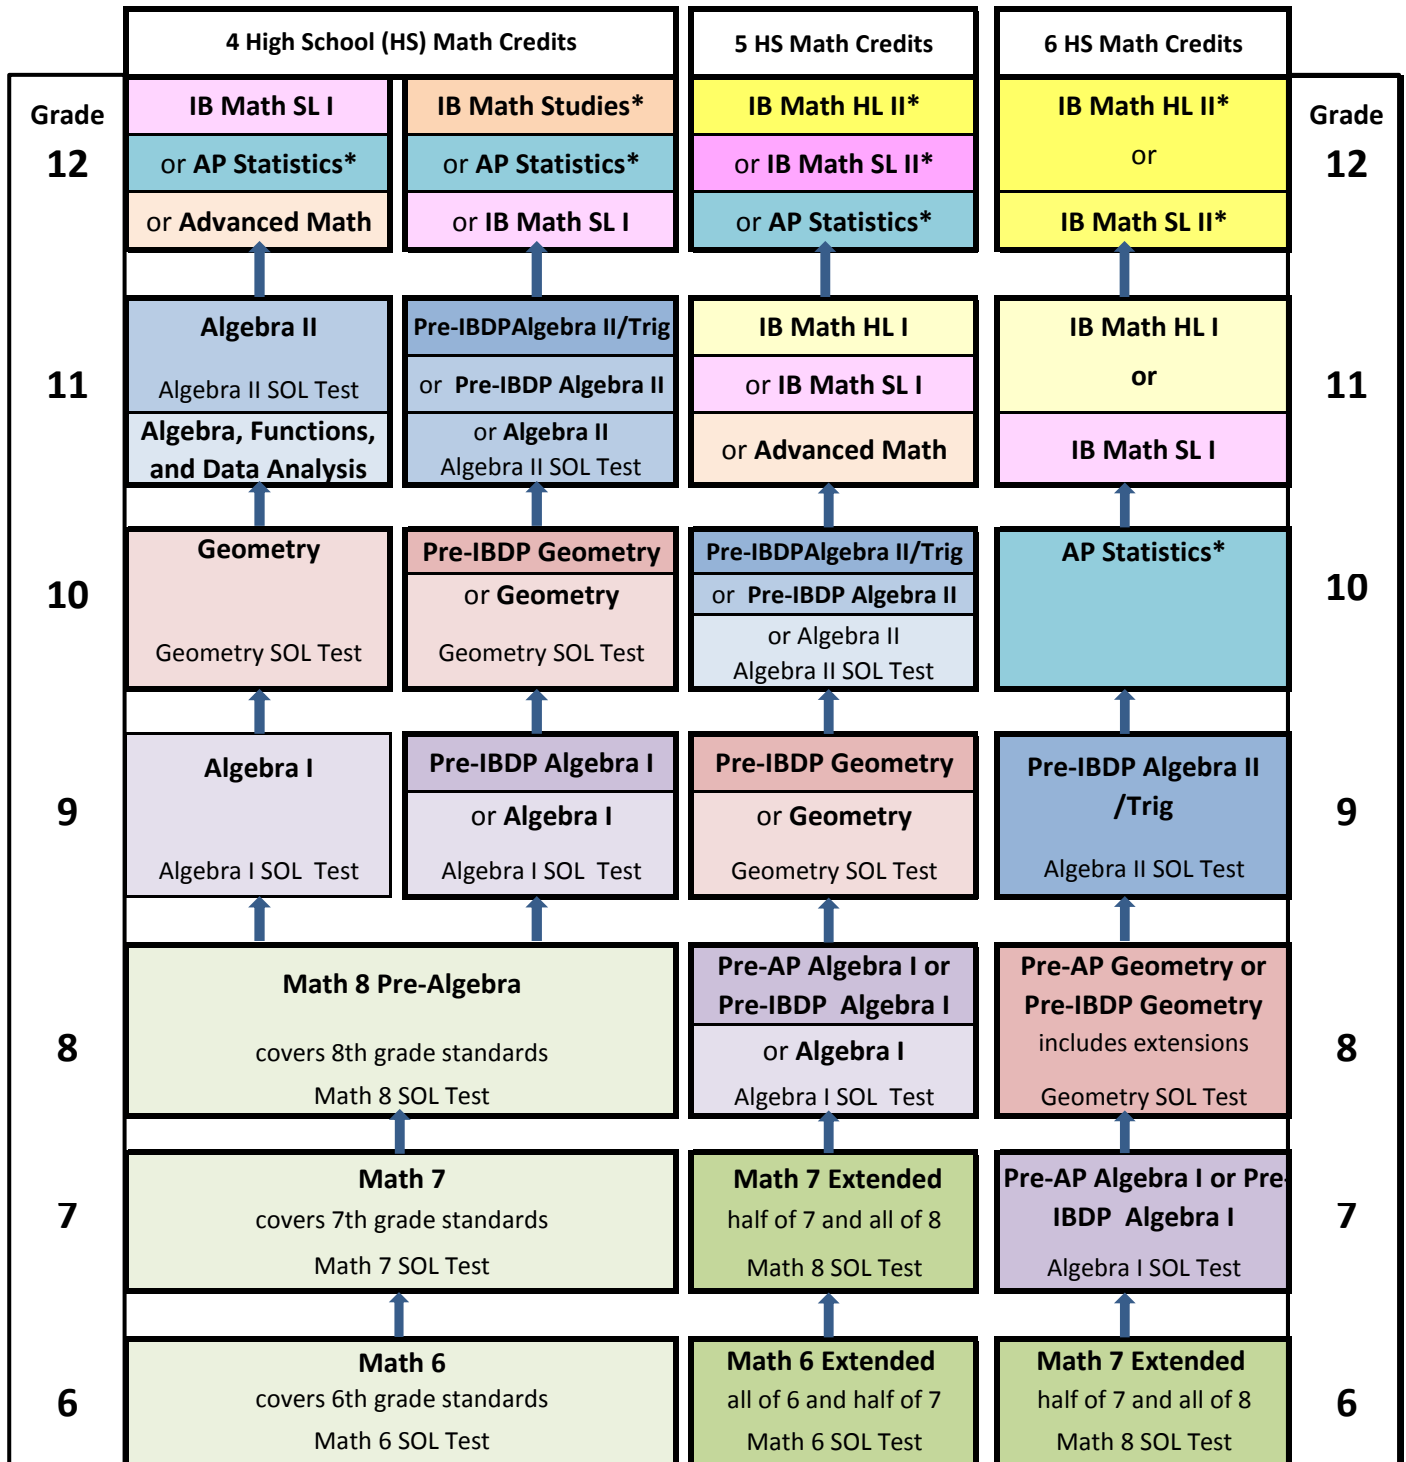 4 High School (HS) Math Credits
5 HS Math Credits
6 HS Math Credits
Grade
12
IB Math SL I
or AP Statistics*
or Advanced Math
IB Math Studies*
or AP Statistics*
or IB Math SL I
IB Math HL II*
or IB Math SL II*
or AP Statistics*
IB Math HL II*
or
IB Math SL II*
Grade
12
11
Algebra II
Algebra II SOL Test
Algebra, Functions,
and Data Analysis
Pre-IBDPAlgebra II/Trig
or Pre-IBDP Algebra II
or Algebra II
Algebra II SOL Test
IB Math HL I
or IB Math SL I
or Advanced Math
IB Math HL I
or
IB Math SL I
11
10
Geometry
Geometry SOL Test
Pre-IBDP Geometry
or Geometry
Geometry SOL Test
Pre-IBDPAlgebra II/Trig
or Pre-IBDP Algebra II
or Algebra II
Algebra II SOL Test
AP Statistics*
10
9
Algebra I
Algebra I SOL Test
Pre-IBDP Algebra I
or Algebra I
Algebra I SOL Test
Pre-IBDP Geometry
or Geometry
Geometry SOL Test
Pre-IBDP Algebra II
/Trig
Algebra II SOL Test
9
8
Math 8 Pre-Algebra
covers 8th grade standards
Math 8 SOL Test
Pre-AP Algebra I or
Pre-IBDP Algebra I
or Algebra I
Algebra I SOL Test
Pre-AP Geometry or
Pre-IBDP Geometry
includes extensions
Geometry SOL Test
8
7
Math 7
covers 7th grade standards
Math 7 SOL Test
Math 7 Extended
half of 7 and all of 8
Math 8 SOL Test
Pre-AP Algebra I or Pre-
IBDP Algebra I
Algebra I SOL Test
7
6
Math 6
covers 6th grade standards
Math 6 SOL Test
Math 6 Extended
all of 6 and half of 7
Math 6 SOL Test
Math 7 Extended
half of 7 and all of 8
Math 8 SOL Test
6